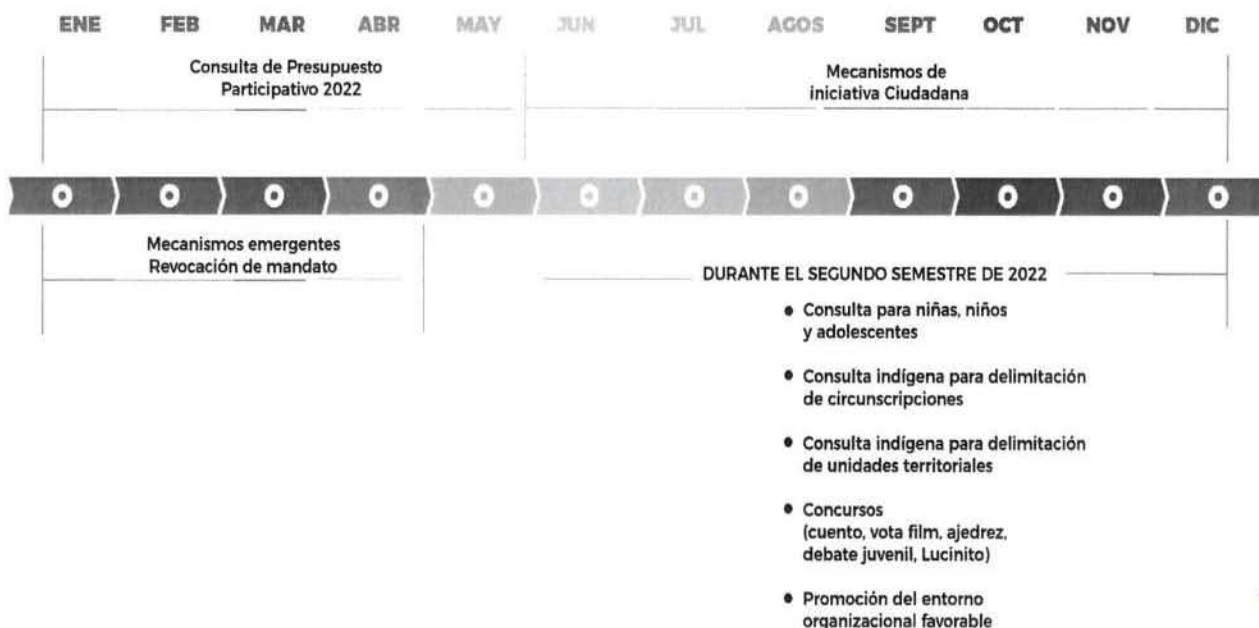 ENE FEB MAR ABR MAY JUN JUL AGOS SEPT OCT NOV DIC
Consulta de Presupuesto
Participativo 2022
Mecanismos de
iniciativa Ciudadana
Mecanismos emergentes
Revocación de mandato
DURANTE EL SEGUNDO SEMESTRE DE 2022
• Consulta para niñas, niños
y adolescentes
• Consulta indígena para delimitación
de circunscripciones
• Consulta indígena para delimitación
de unidades territoriales
• Concursos
(cuento, vota film, ajedrez,
debate juvenil, Lucinito)
• Promoción del entorno
organizacional favorable